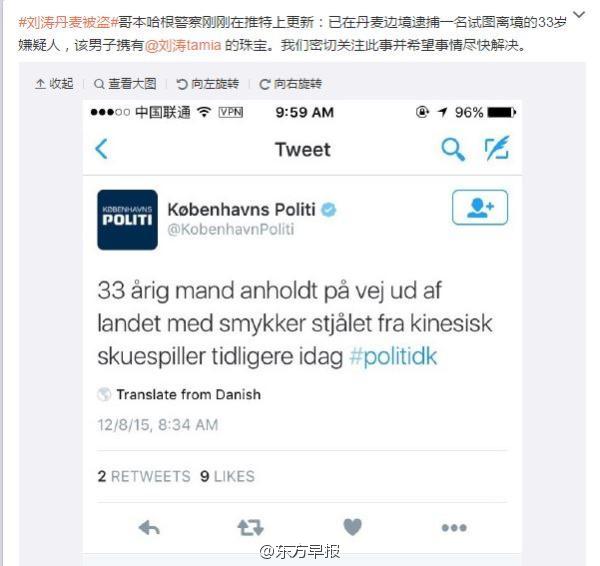 #刘涛丹麦被盗#哥本哈根警察刚刚在推特上更新：已在丹麦边境逮捕一名试图离境的33岁
嫌疑人，该男子携有@刘涛tamia 的珠宝。我们密切关注此事并希望事情尽快解决。
收起 查看大图 向左旋转 向右旋转
中国联通 VPN 9:59 AM 96%
Tweet
KØBENHAVNS
POLITI
Københavns Politi
@KobenhavnPoliti
33 årig mand anholdt på vej ud af
landet med smykker stjålet fra kinesisk
skuespiller tidligere idag #politidk
Translate from Danish
12/8/15, 8:34 AM
2 RETWEETS 9 LIKES
@东方早报